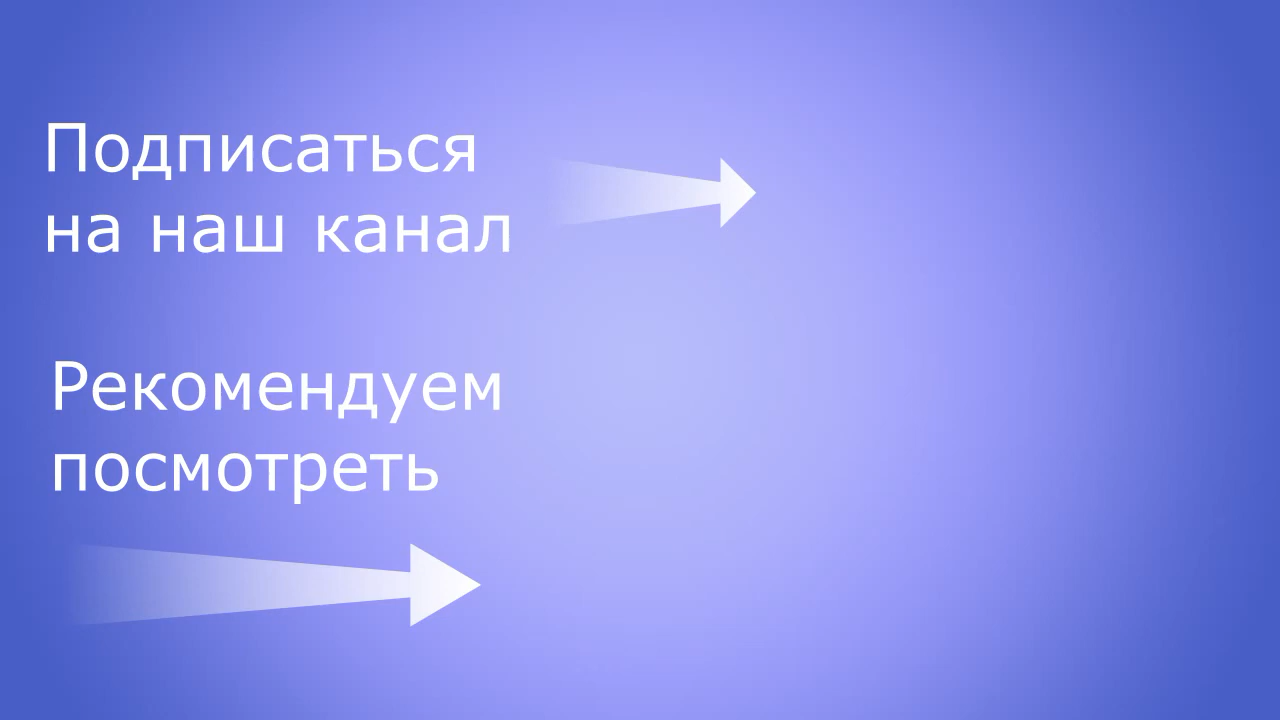 Подписаться
на наш канал
Рекомендуем
посмотреть